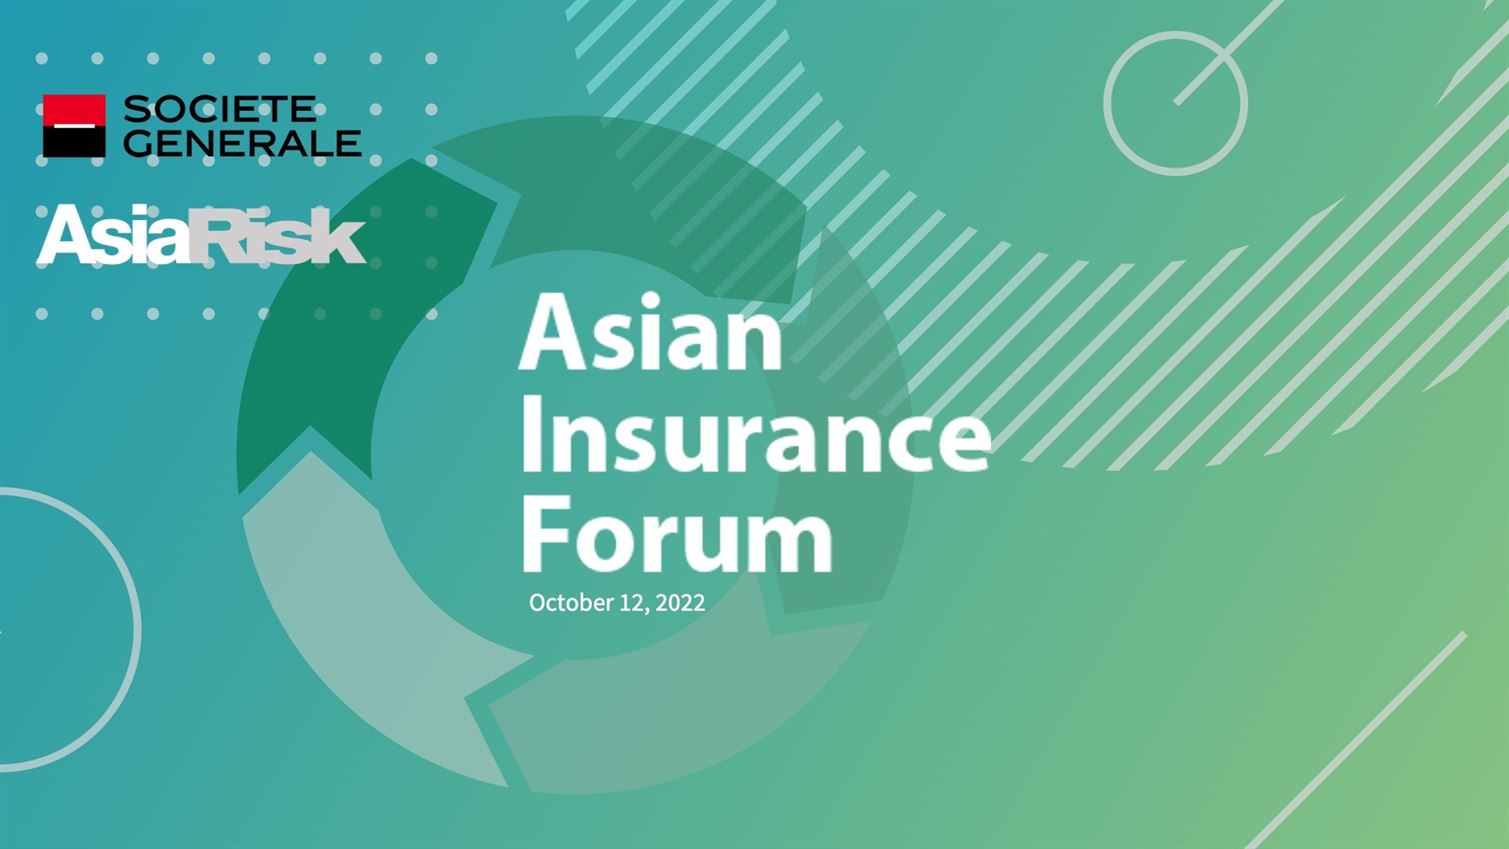 SOCIETE
GENERALE
AsiaRisk
Asian
Insurance
Forum
October 12, 2022